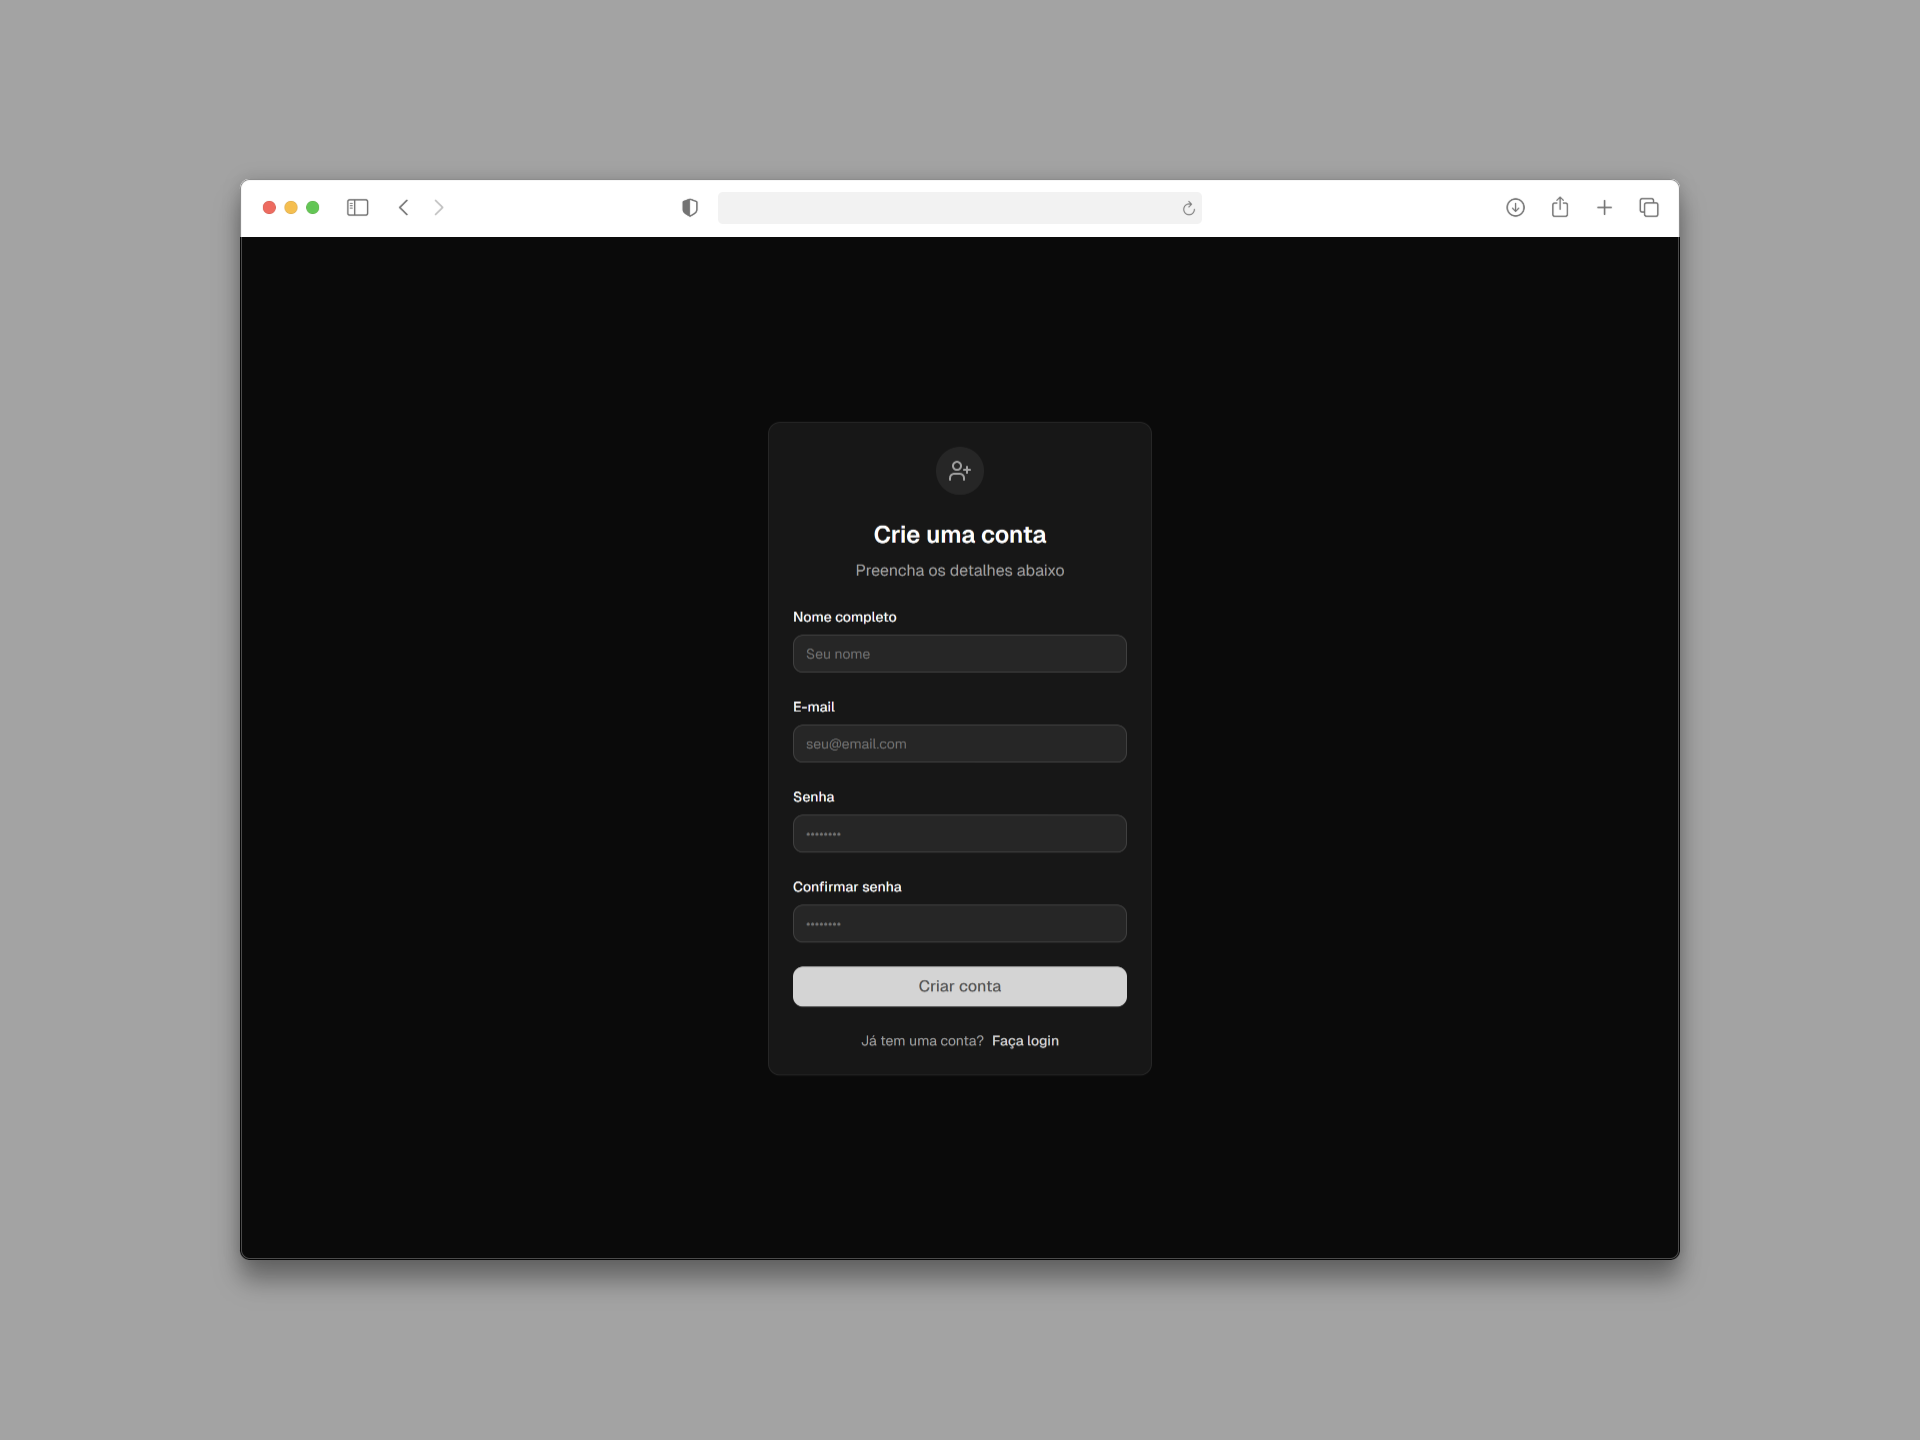 Crie uma conta
Preencha os detalhes abaixo
Nome completo
Seu nome
E-mail
seu@email.com
Senha
••••••••
Confirmar senha
••••••••
Criar conta
Já tem uma conta? Faça login